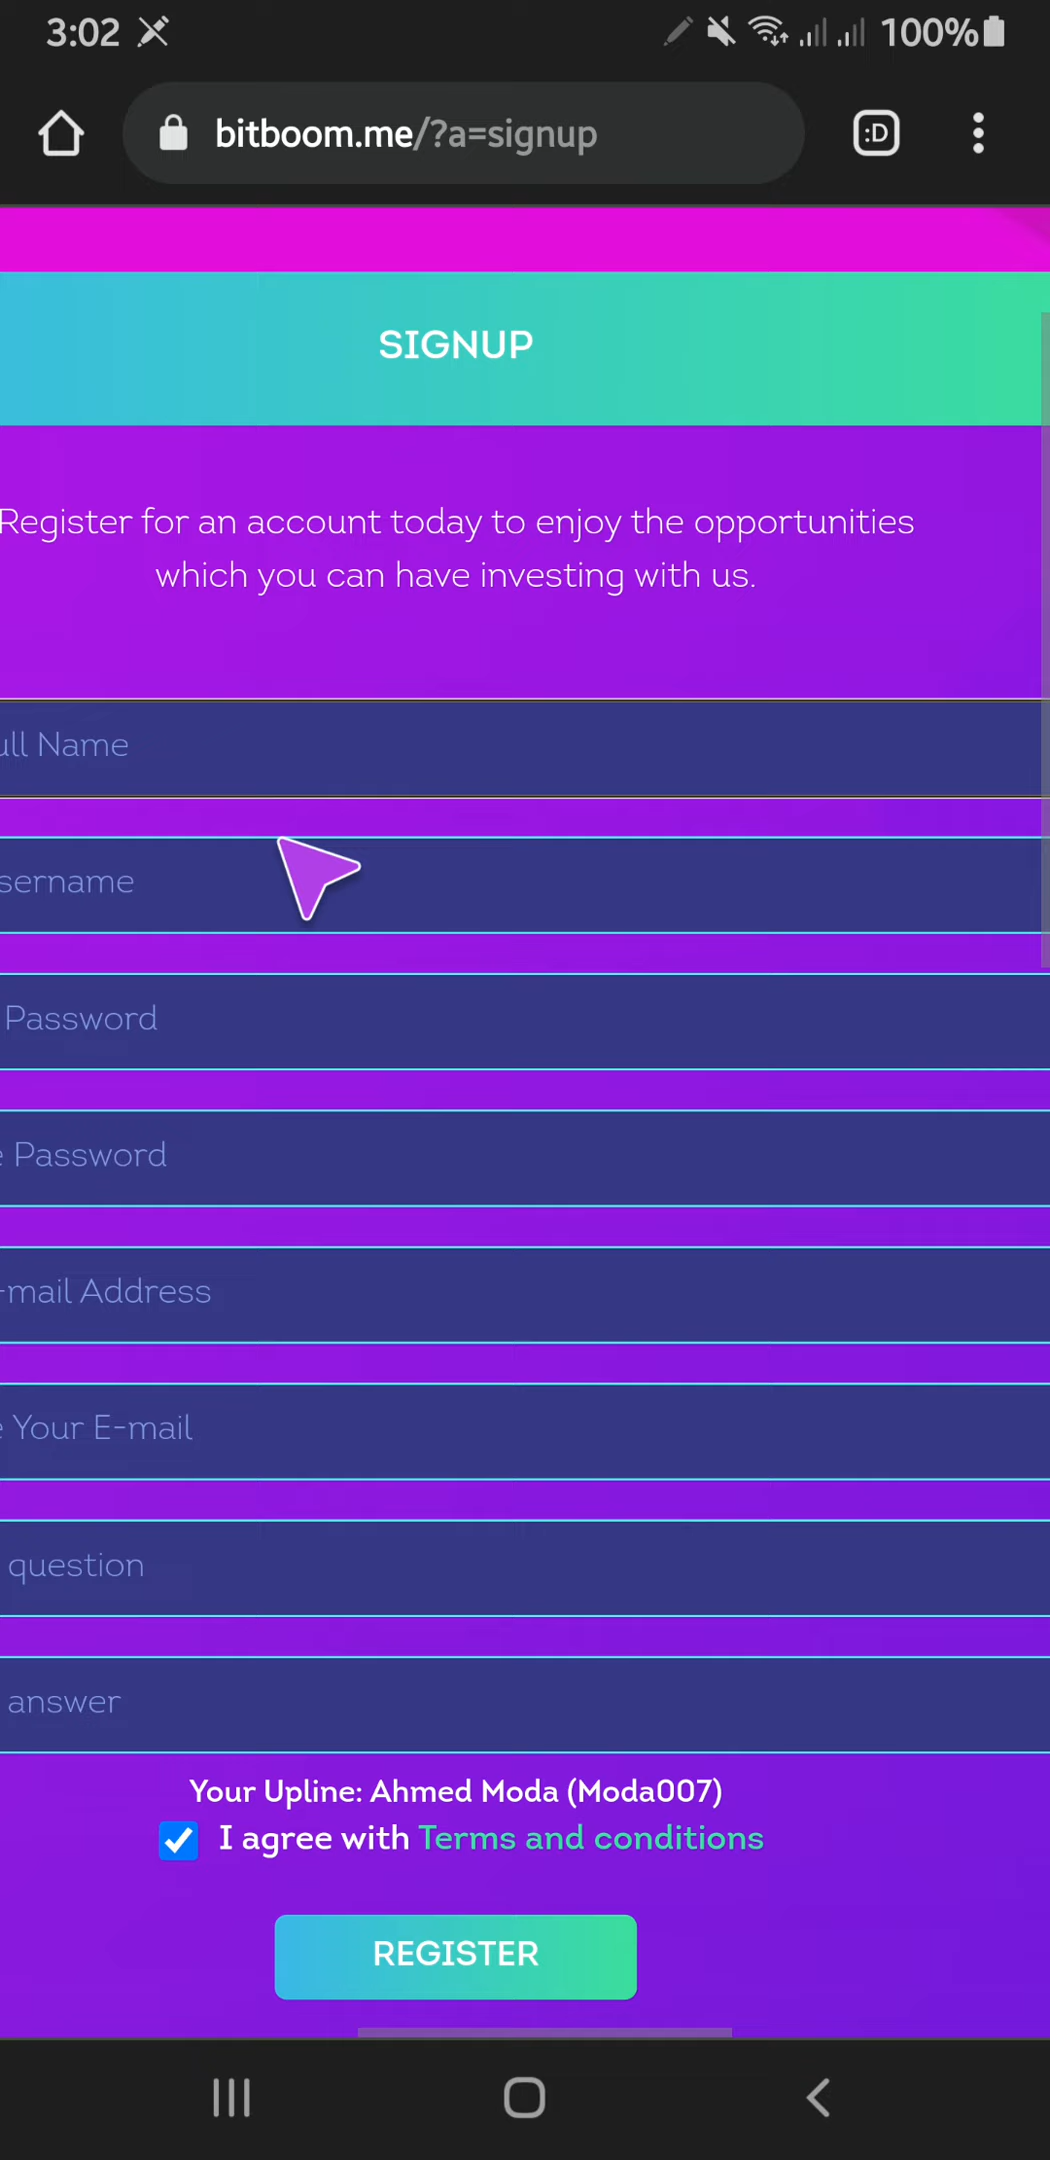 3:02
100%
bitboom.me/?a=signup
:D
SIGNUP
Register for an account today to enjoy the opportunities
which you can have investing with us.
ull Name
sername
Password
e Password
-mail Address
e Your E-mail
question
answer
Your Upline: Ahmed Moda (Moda007)
I agree with Terms and conditions
REGISTER